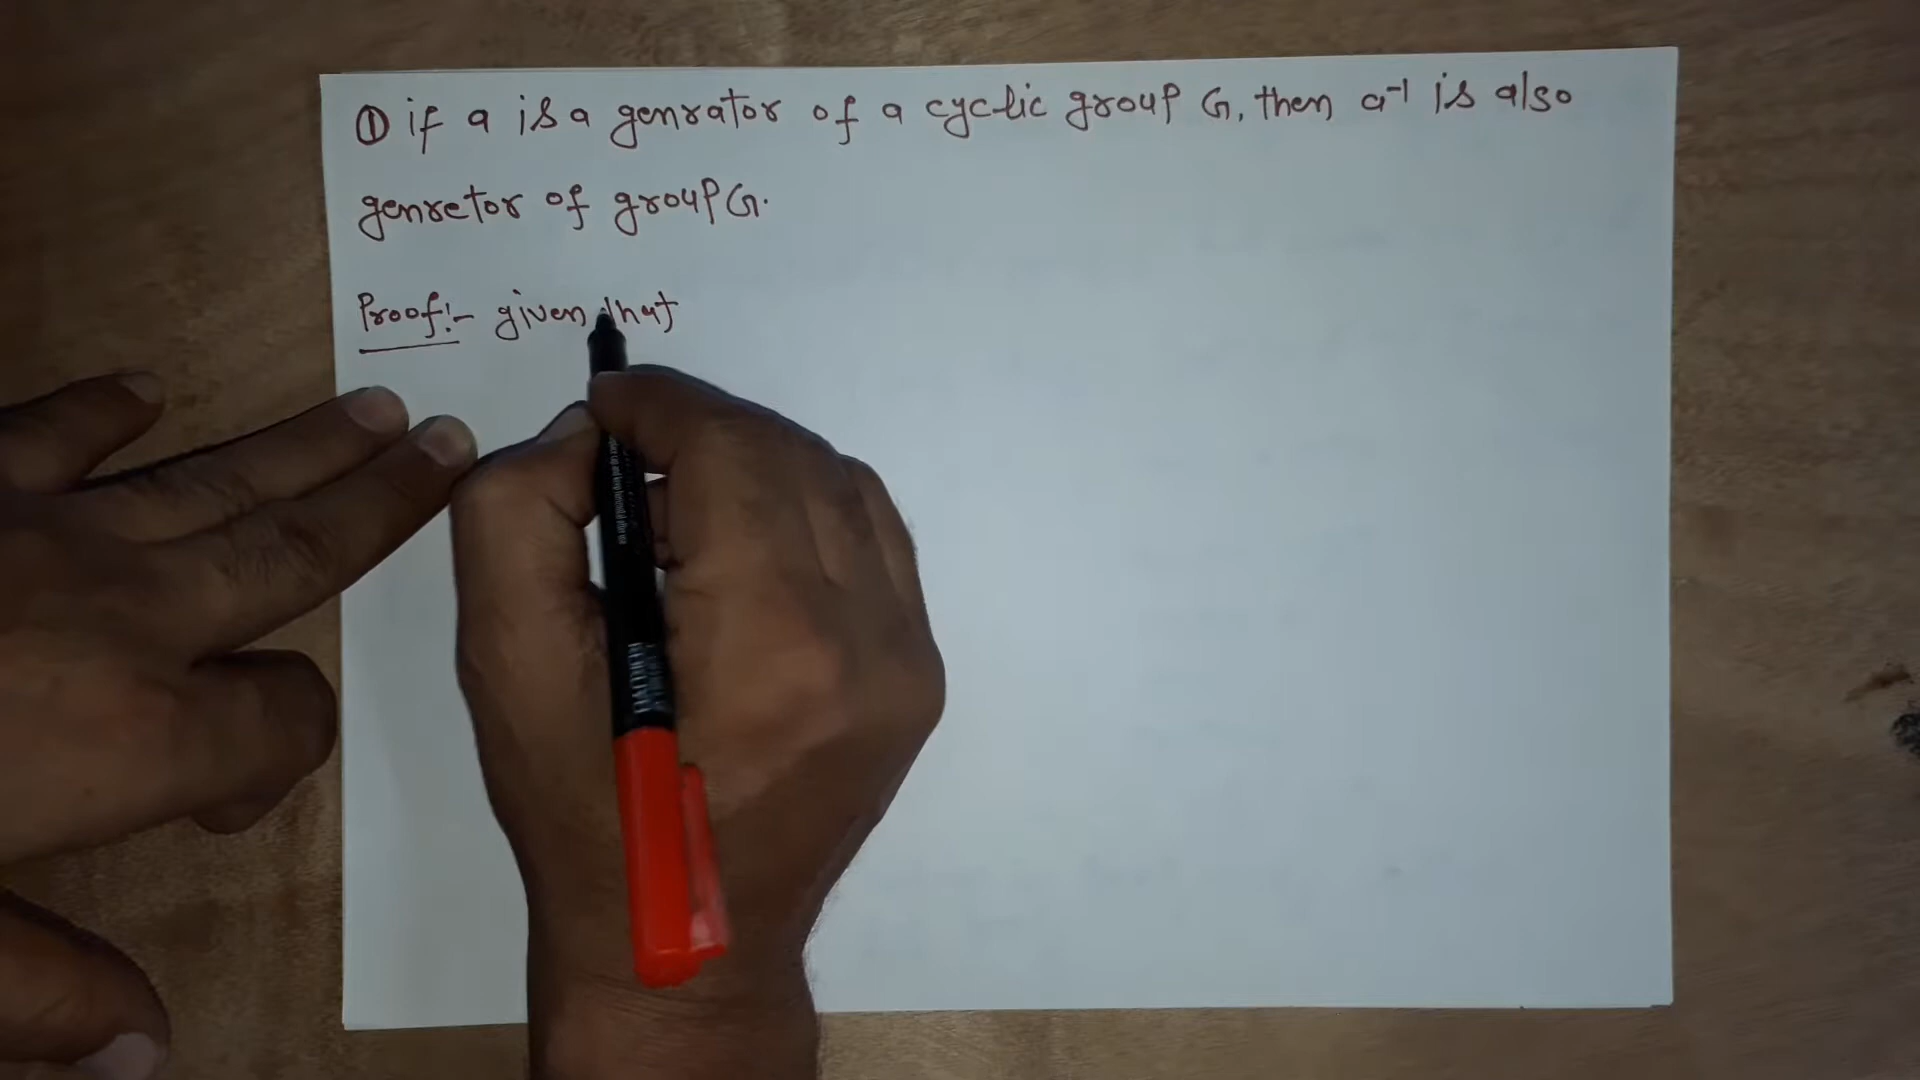 ① if a is a genrator of a cyclic group G, then a⁻¹ is also
genretor of group G.
Proof:- given that